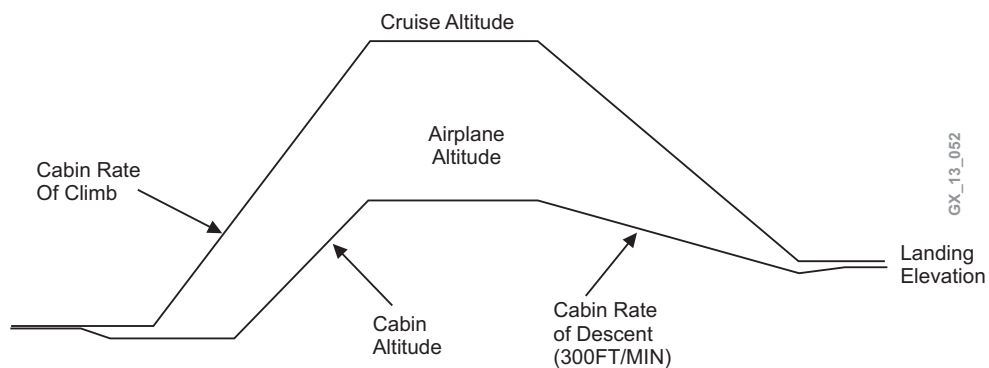 Cruise Altitude
Airplane
Altitude
Cabin Rate
Of Climb
GX_13_052
Landing
Elevation
Cabin
Altitude
Cabin Rate
of Descent
(300FT/MIN)